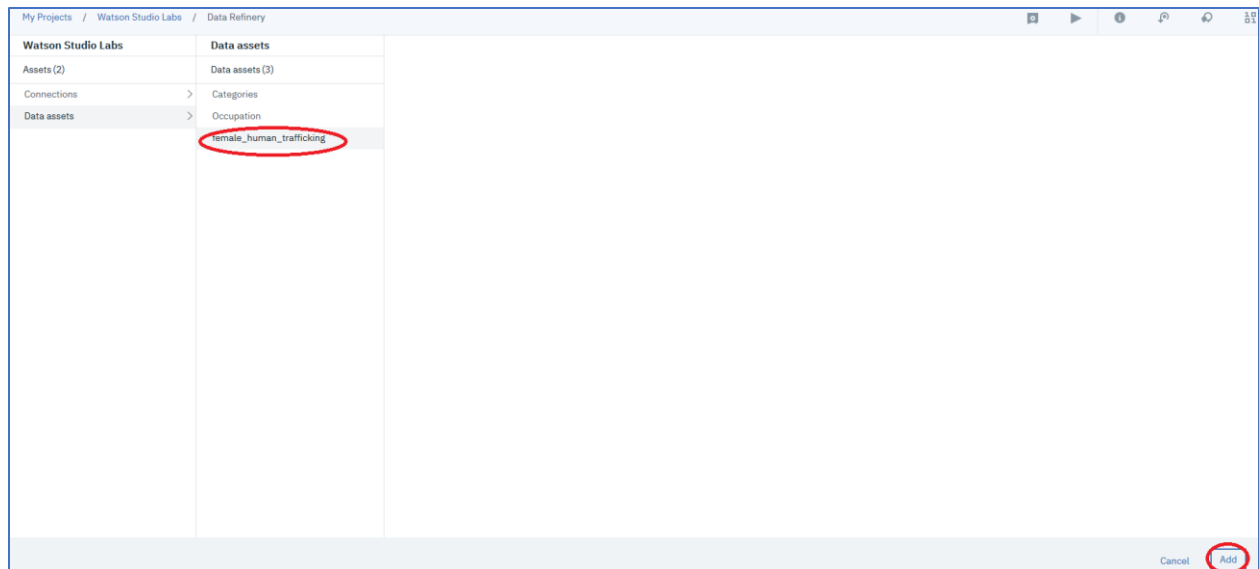 My Projects / Watson Studio Labs / Data Refinery
Watson Studio Labs
Data assets
Assets (2)
Data assets (3)
Connections
Categories
Data assets
Occupation
female_human_trafficking
Cancel
Add